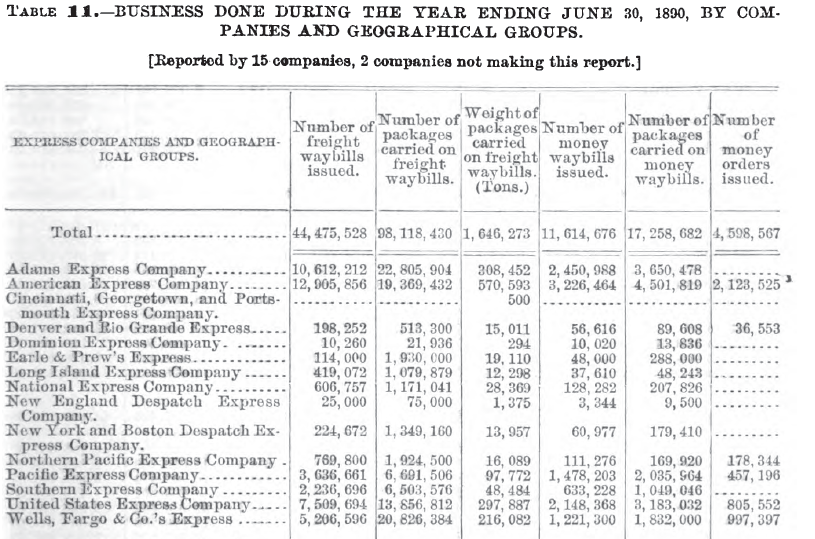 TABLE 11.—BUSINESS DONE DURING THE YEAR ENDING JUNE 30, 1890, BY COM-
PANIES AND GEOGRAPHICAL GROUPS.
[Reported by 15 companies, 2 companies not making this report.]
EXPRESS COMPANIES AND GEOGRAPH-
ICAL GROUPS.
Number of
freight
waybills
issued.
Number of
packages
carried on
freight
waybills.
Weight of
packages
carried
on freight
waybills.
(Tons.)
Number of
money
waybills
issued.
Number of
packages
carried on
money
waybills.
Number
of
money
orders
issued.
Total 44,475,528 98,118,430 1,646,273 11,614,676 17,258,682 4,598,567
Adams Express Company 10,612,212 22,805,904 308,452 2,450,988 3,650,478 .........
American Express Company 12,905,856 19,369,432 570,593 3,226,464 4,501,819 2,123,525
Cincinnati, Georgetown, and Ports- ......... ......... 500 ......... ......... .........
mouth Express Company.
Denver and Rio Grande Express 198,252 513,300 15,011 56,616 89,608 36,553
Dominion Express Company 10,260 21,936 294 10,020 13,836 .........
Earle & Prew's Express 114,000 1,930,000 19,110 48,000 288,000 .........
Long Island Express Company 419,072 1,079,879 12,298 37,610 48,243 .........
National Express Company 606,757 1,171,041 28,369 128,282 207,826 .........
New England Despatch Express 25,000 75,000 1,375 3,344 9,500 .........
Company.
New York and Boston Despatch Ex- 224,672 1,349,160 13,957 60,977 179,410 .........
press Company.
Northern Pacific Express Company 769,800 1,924,500 16,089 111,276 169,920 178,344
Pacific Express Company 3,636,661 6,691,506 97,772 1,478,203 2,035,964 457,196
Southern Express Company 2,236,696 6,503,576 48,484 633,228 1,049,046 .........
United States Express Company 7,509,694 13,856,812 297,887 2,148,368 3,183,032 805,552
Wells, Fargo & Co.'s Express 5,206,596 20,826,384 216,082 1,221,300 1,832,000 997,397